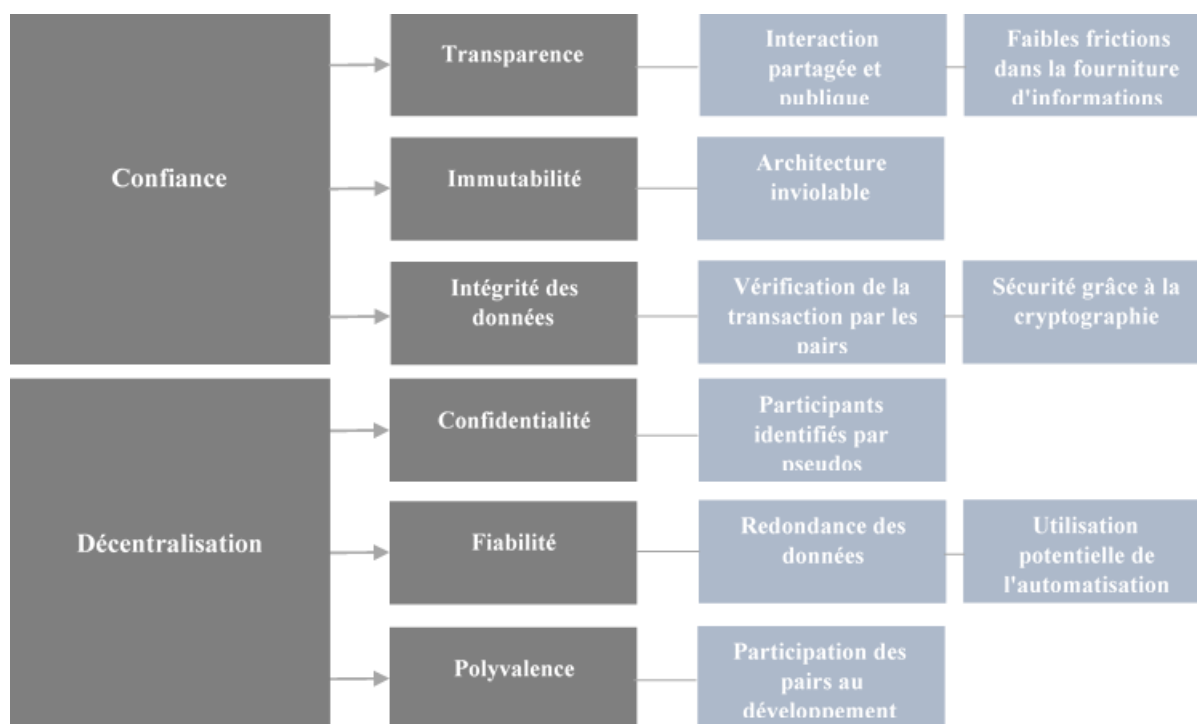 Confiance
Transparence
Interaction
partagée et
publique
Faibles frictions
dans la fourniture
d'informations
Immutabilité
Architecture
inviolable
Intégrité des
données
Vérification de la
transaction par les
pairs
Sécurité grâce à la
cryptographie
Décentralisation
Confidentialité
Participants
identifiés par
pseudos
Fiabilité
Redondance des
données
Utilisation
potentielle de
l'automatisation
Polyvalence
Participation des
pairs au
développement